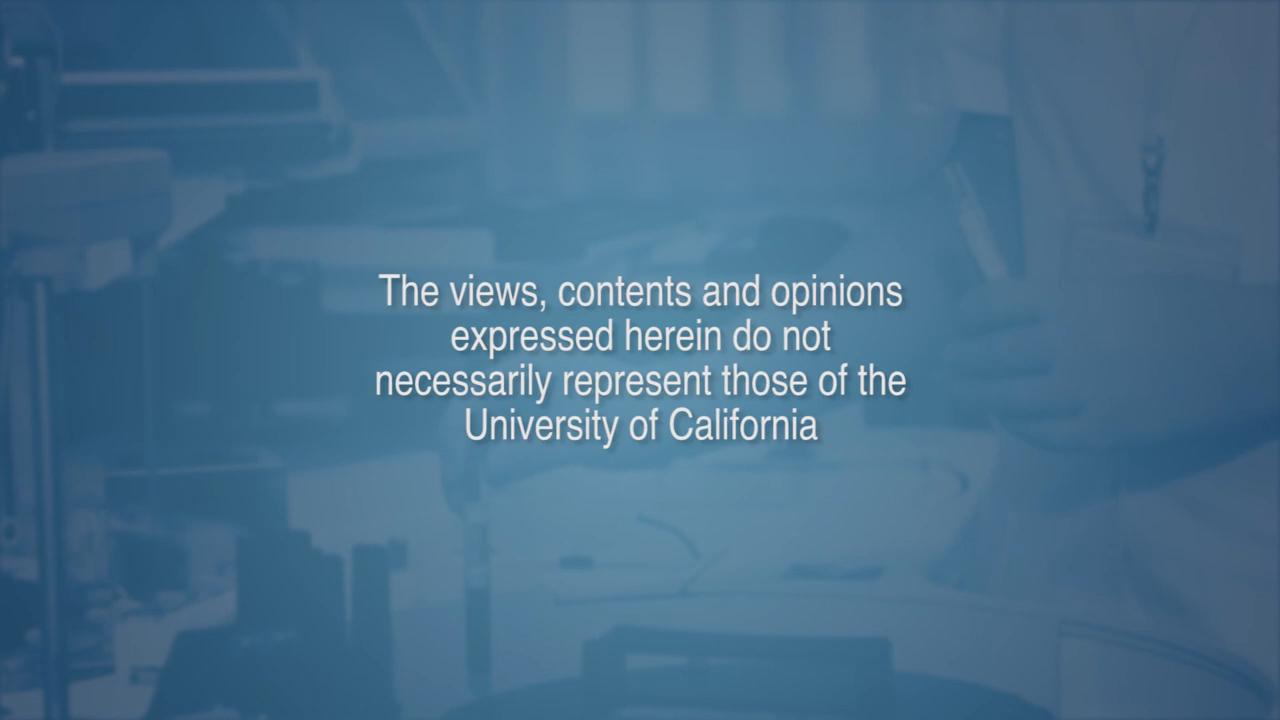 The views, contents and opinions
expressed herein do not
necessarily represent those of the
University of California